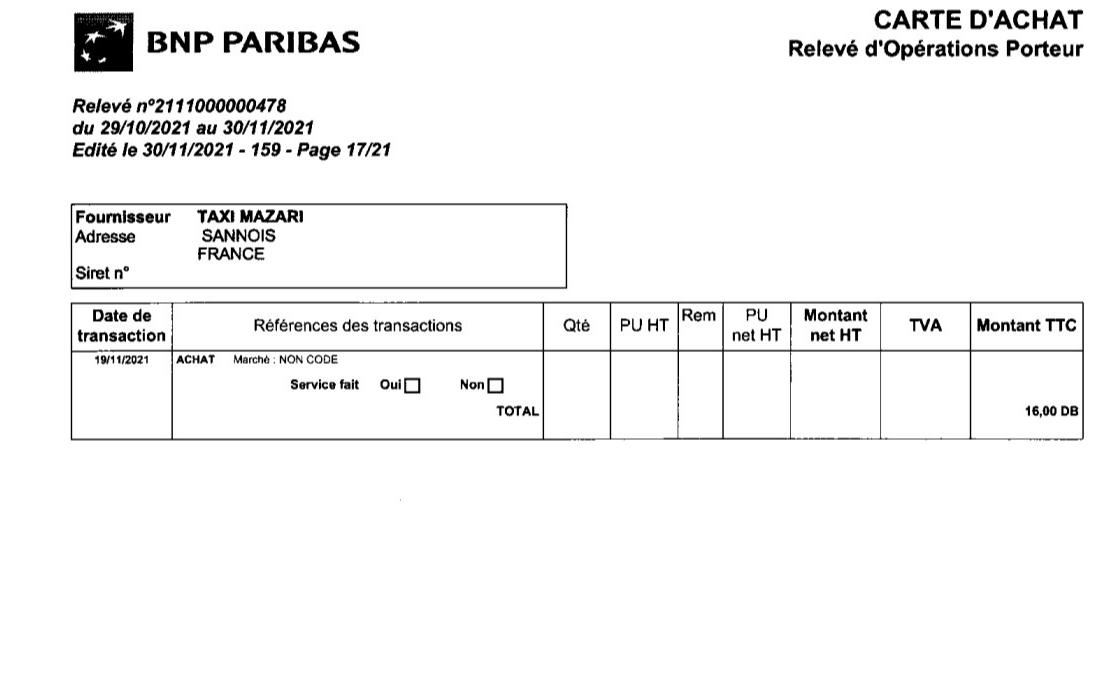 BNP PARIBAS
CARTE D'ACHAT
Relevé d'Opérations Porteur
Relevé n°2111000000478
du 29/10/2021 au 30/11/2021
Edité le 30/11/2021 - 159 - Page 17/21
Fournisseur TAXI MAZARI
Adresse SANNOIS
FRANCE
Siret n°
Date de transaction Références des transactions Qté PU HT Rem PU net HT Montant net HT TVA Montant TTC
19/11/2021 ACHAT Marché : NON CODE
Service fait Oui Non
TOTAL 16,00 DB